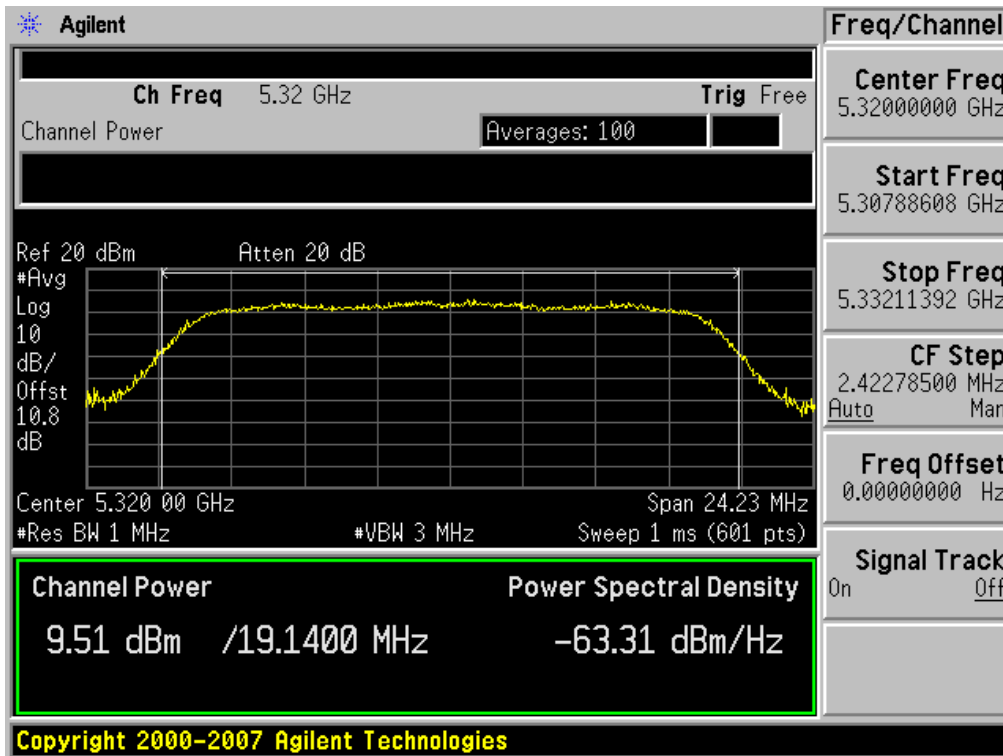 Agilent
Freq/Channel
Ch Freq 5.32 GHz Trig Free
Channel Power Averages: 100
Ref 20 dBm Atten 20 dB
#Avg
Log
10
dB/
Offst
10.8
dB
Center 5.320 00 GHz Span 24.23 MHz
#Res BW 1 MHz #VBW 3 MHz Sweep 1 ms (601 pts)
Channel Power Power Spectral Density
9.51 dBm /19.1400 MHz -63.31 dBm/Hz
Copyright 2000-2007 Agilent Technologies
Center Freq
5.32000000 GHz
Start Freq
5.30788608 GHz
Stop Freq
5.33211392 GHz
CF Step
2.42278500 MHz
Auto Man
Freq Offset
0.00000000 Hz
Signal Track
On Off